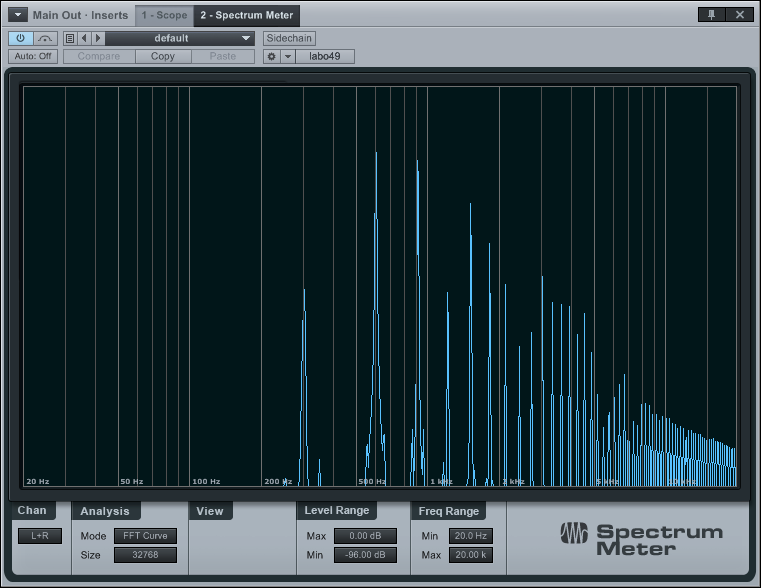 Main Out · Inserts 1 - Scope 2 - Spectrum Meter
default Sidechain
Auto: Off Compare Copy Paste labo49
20 Hz 50 Hz 100 Hz 200 Hz 500 Hz 1 kHz 2 kHz 5 kHz 10 kHz
Chan Analysis View Level Range Freq Range
L+R Mode FFT Curve Max 0.00 dB Min 20.0 Hz
Size 32768 Min -96.00 dB Max 20.00 k
Spectrum
Meter